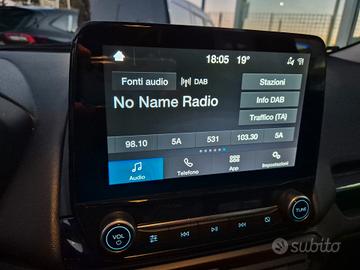 18:05 19°
Fonti audio DAB Stazioni
No Name Radio Info DAB
Traffico (TA)
98.10 5A 531 103.30 5A
Audio Telefono App Impostazioni
VOL TUNE
subito